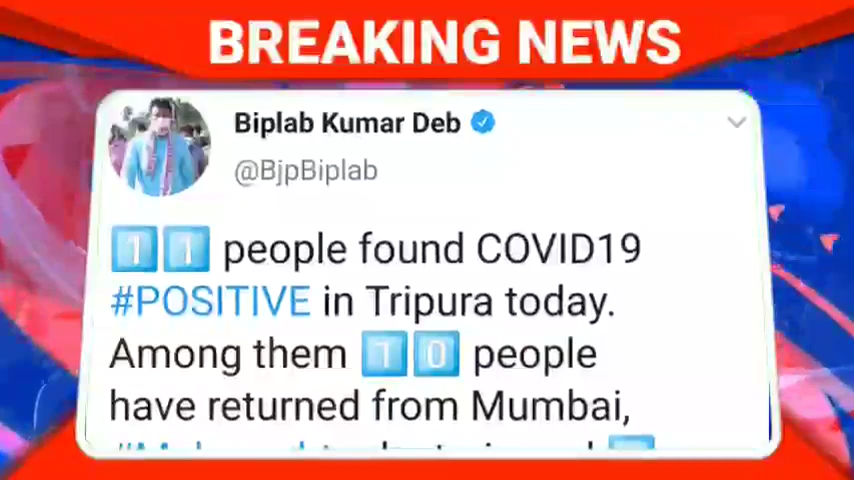 BREAKING NEWS
Biplab Kumar Deb
@BjpBiplab
1️⃣1️⃣ people found COVID19
#POSITIVE in Tripura today.
Among them 1️⃣0️⃣ people
have returned from Mumbai,